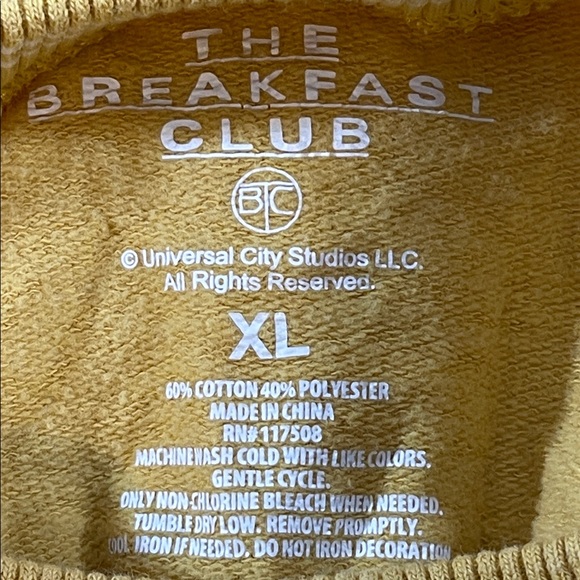 THE
BREAKFAST
CLUB
BTC
© Universal City Studios LLC.
All Rights Reserved.
XL
60% COTTON 40% POLYESTER
MADE IN CHINA
RN#117508
MACHINE WASH COLD WITH LIKE COLORS.
GENTLE CYCLE.
ONLY NON-CHLORINE BLEACH WHEN NEEDED.
TUMBLE DRY LOW. REMOVE PROMPTLY.
COOL IRON IF NEEDED. DO NOT IRON DECORATION